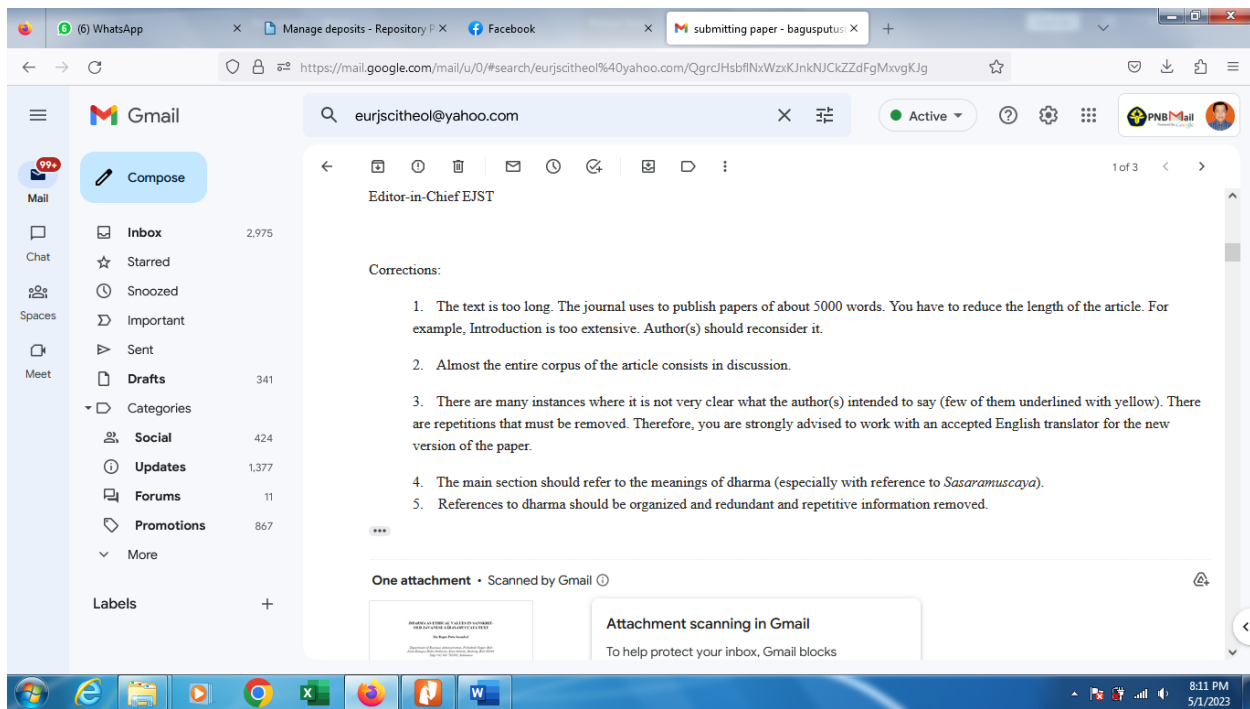 (6) WhatsApp
Manage deposits - Repository P
Facebook
submitting paper - bagusputus
https://mail.google.com/mail/u/0/#search/eurjscitheol%40yahoo.com/QgrcJHsbflNxWzxKJnkNJCkZZdFgMxvgKJg
Gmail
eurjscitheol@yahoo.com
Active
PNBMail
99+
Mail
Compose
1 of 3
Editor-in-Chief EJST
Inbox 2,975
Chat
Starred
Corrections:
Snoozed
1. The text is too long. The journal uses to publish papers of about 5000 words. You have to reduce the length of the article. For
example, Introduction is too extensive. Author(s) should reconsider it.
Spaces
Important
Sent
2. Almost the entire corpus of the article consists in discussion.
Meet
Drafts 341
3. There are many instances where it is not very clear what the author(s) intended to say (few of them underlined with yellow). There
are repetitions that must be removed. Therefore, you are strongly advised to work with an accepted English translator for the new
version of the paper.
Categories
Social 424
Updates 1,377
4. The main section should refer to the meanings of dharma (especially with reference to Sasaramuscaya).
5. References to dharma should be organized and redundant and repetitive information removed.
Forums 11
Promotions 867
More
One attachment • Scanned by Gmail
Labels
Attachment scanning in Gmail
To help protect your inbox, Gmail blocks
8:11 PM
5/1/2023